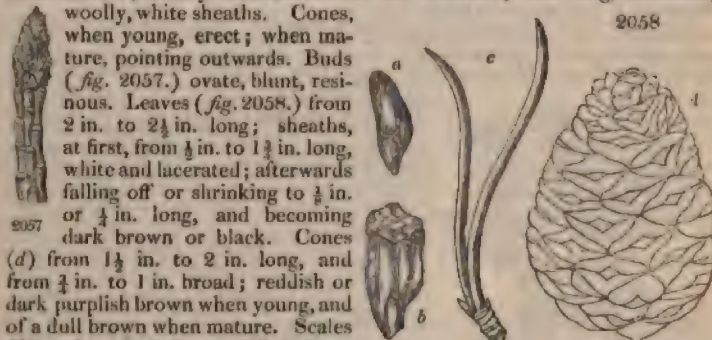 woolly, white sheaths. Cones,
when young, erect; when ma-
ture, pointing outwards. Buds
(fig. 2057.) ovate, blunt, resi-
nous. Leaves (fig. 2058.) from
2 in. to 2½ in. long; sheaths,
at first, from ½ in. to 1¾ in. long,
white and lacerated; afterwards
falling off or shrinking to ⅛ in.
or ¼ in. long, and becoming
dark brown or black. Cones
(d) from 1½ in. to 2 in. long, and
from ¾ in. to 1 in. broad; reddish or
dark purplish brown when young, and
of a dull brown when mature. Scales
2057
2058
a
c
d
b